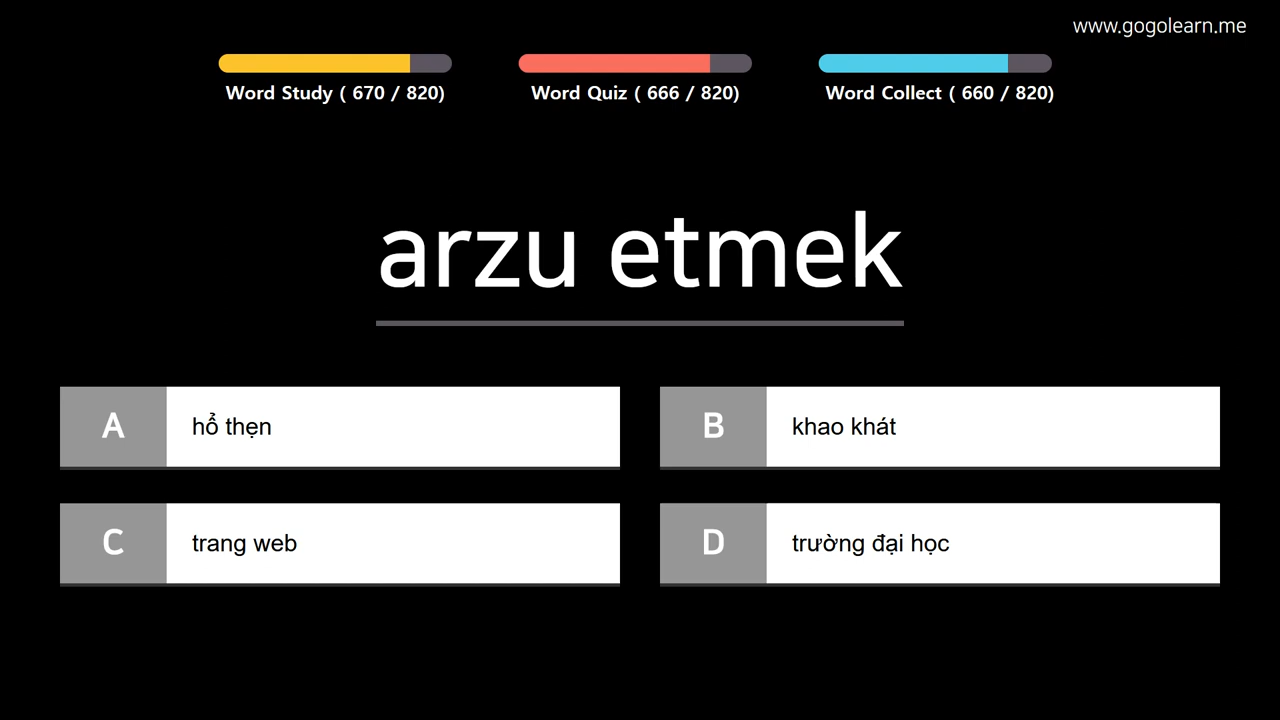 www.gogolearn.me
Word Study ( 670 / 820)
Word Quiz ( 666 / 820)
Word Collect ( 660 / 820)
arzu etmek
A
hổ thẹn
B
khao khát
C
trang web
D
trường đại học